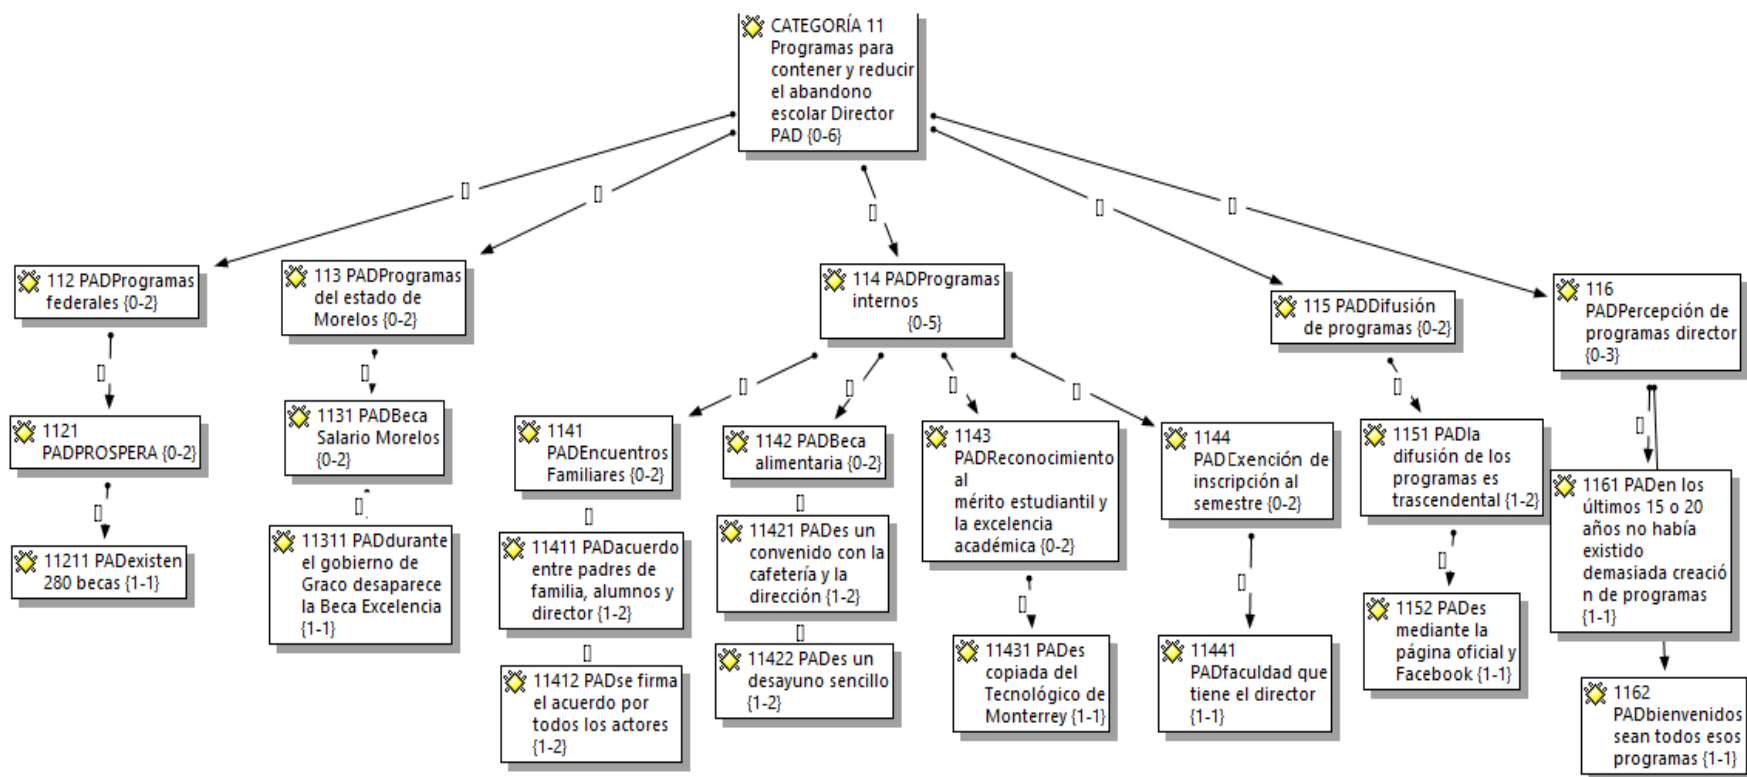 CATEGORÍA 11
Programas para
contener y reducir
el abandono
escolar Director
PAD {0-6}
112 PADProgramas
federales {0-2}
113 PADProgramas
del estado de
Morelos {0-2}
114 PADProgramas
internos
{0-5}
115 PADDifusión
de programas {0-2}
116
PADPercepción de
programas director
{0-3}
1121
PADPROSPERA {0-2}
1131 PADBeca
Salario Morelos
{0-2}
1141
PADEncuentros
Familiares {0-2}
1142 PADBeca
alimentaria {0-2}
1143
PADReconocimiento
al
mérito estudiantil y
la excelencia
académica {0-2}
1144
PADExención de
inscripción al
semestre {0-2}
1151 PADla
difusión de los
programas es
trascendental {1-2}
1161 PADen los
últimos 15 o 20
años no había
existido
demasiada creació
n de programas
{1-1}
11211 PADexisten
280 becas {1-1}
11311 PADdurante
el gobierno de
Graco desaparece
la Beca Excelencia
{1-1}
11411 PADacuerdo
entre padres de
familia, alumnos y
director {1-2}
11421 PADes un
convenido con la
cafetería y la
dirección {1-2}
11431 PADes
copiada del
Tecnológico de
Monterrey {1-1}
11441
PADfaculdad que
tiene el director
{1-1}
1152 PADes
mediante la
página oficial y
Facebook {1-1}
11412 PADse firma
el acuerdo por
todos los actores
{1-2}
11422 PADes un
desayuno sencillo
{1-2}
1162
PADbienvenidos
sean todos esos
programas {1-1}